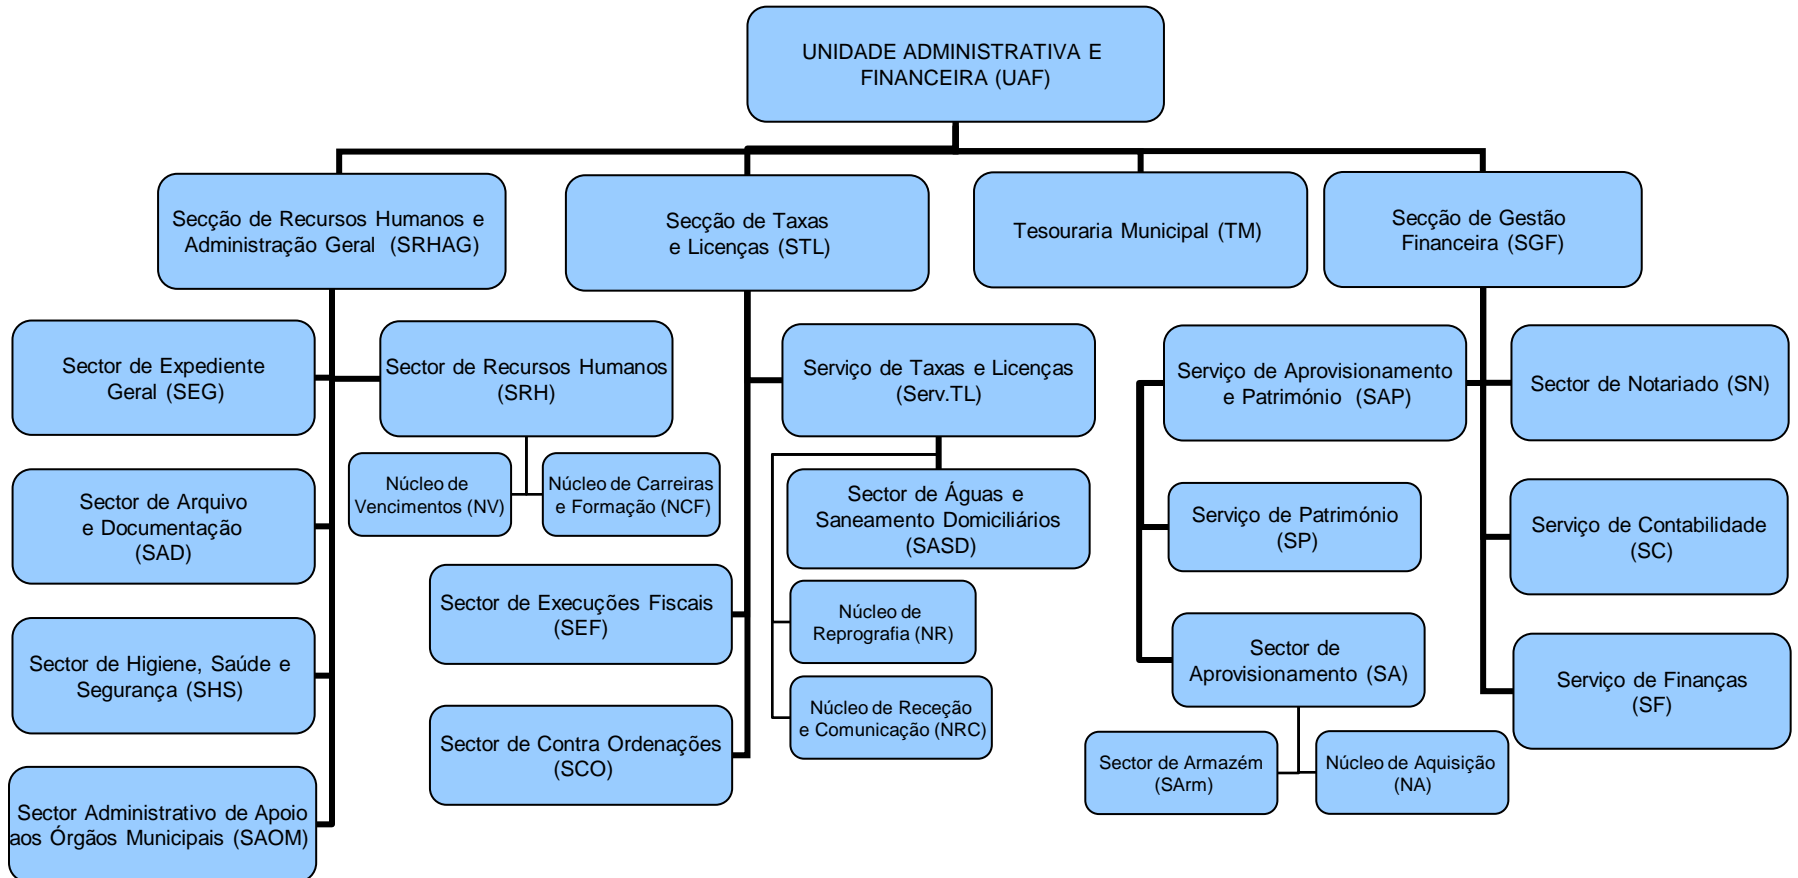 UNIDADE ADMINISTRATIVA E
FINANCEIRA (UAF)
Secção de Recursos Humanos e
Administração Geral (SRHAG)
Secção de Taxas
e Licenças (STL)
Tesouraria Municipal (TM)
Secção de Gestão
Financeira (SGF)
Sector de Expediente
Geral (SEG)
Sector de Recursos Humanos
(SRH)
Serviço de Taxas e Licenças
(Serv.TL)
Serviço de Aprovisionamento
e Património (SAP)
Sector de Notariado (SN)
Núcleo de
Vencimentos (NV)
Núcleo de Carreiras
e Formação (NCF)
Sector de Arquivo
e Documentação
(SAD)
Sector de Águas e
Saneamento Domiciliários
(SASD)
Serviço de Património
(SP)
Serviço de Contabilidade
(SC)
Sector de Execuções Fiscais
(SEF)
Núcleo de
Reprografia (NR)
Sector de Higiene, Saúde e
Segurança (SHS)
Sector de
Aprovisionamento (SA)
Serviço de Finanças
(SF)
Núcleo de Receção
e Comunicação (NRC)
Sector de Contra Ordenações
(SCO)
Sector de Armazém
(SArm)
Núcleo de Aquisição
(NA)
Sector Administrativo de Apoio
aos Órgãos Municipais (SAOM)